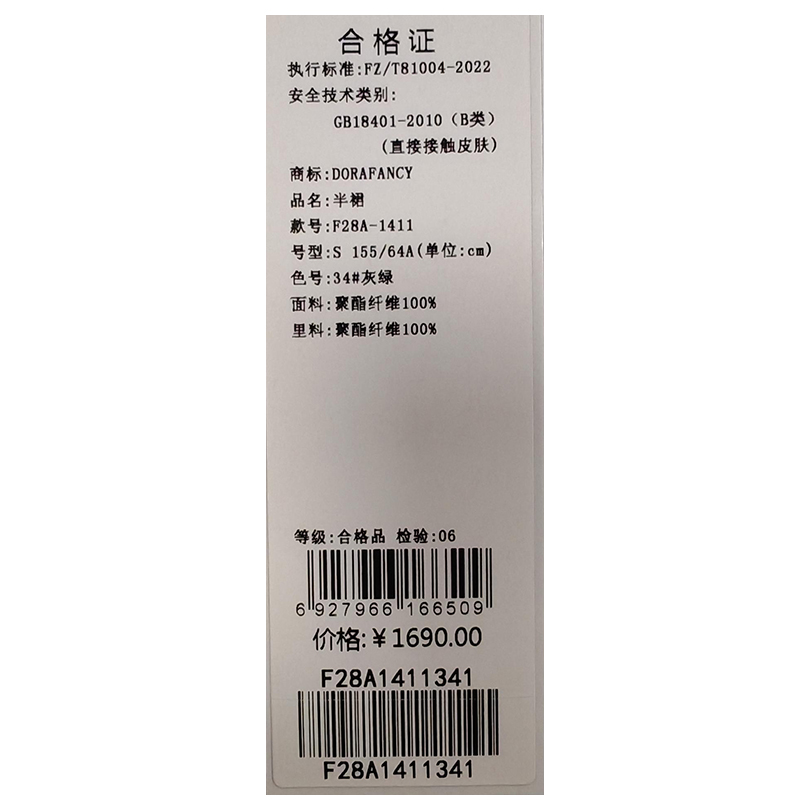 合格证
执行标准:FZ/T81004-2022
安全技术类别:
GB18401-2010（B类）
(直接接触皮肤)
商标:DORAFANCY
品名:半裙
款号:F28A-1411
号型:S 155/64A(单位:cm)
色号:34#灰绿
面料:聚酯纤维100%
里料:聚酯纤维100%
等级:合格品 检验:06
6 927966 166509
价格:￥1690.00
F28A1411341
F28A1411341